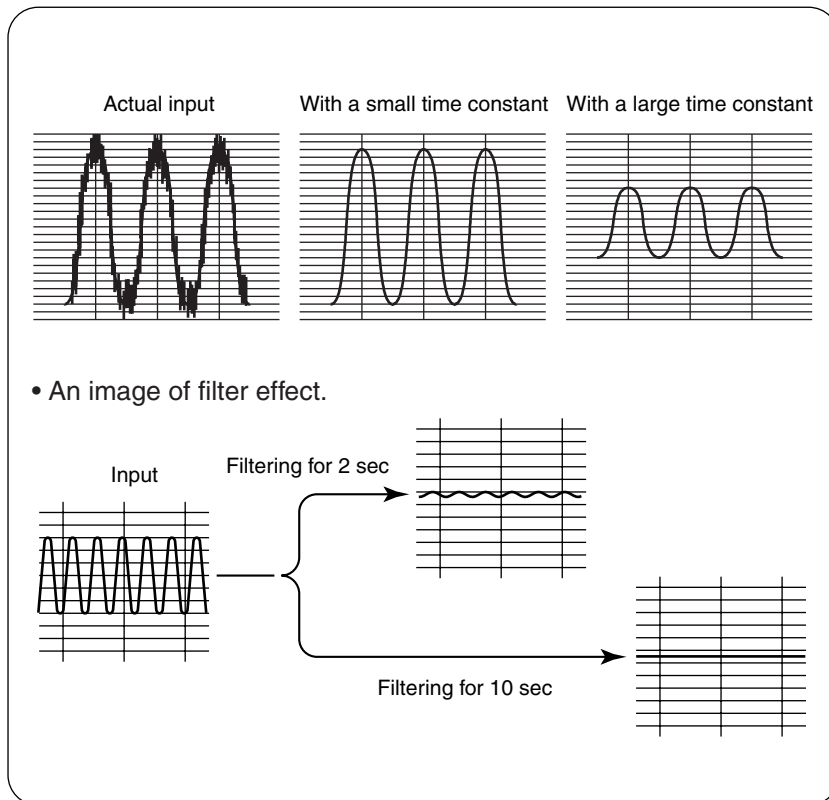 Actual input
With a small time constant
With a large time constant
• An image of filter effect.
Input
Filtering for 2 sec
Filtering for 10 sec